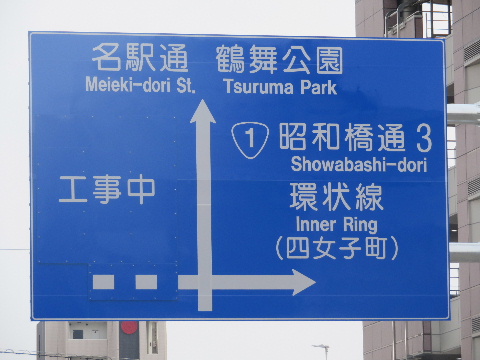 名駅通 鶴舞公園
Meieki-dori St. Tsuruma Park
1 昭和橋通3
Showabashi-dori
工事中
環状線
Inner Ring
(四女子町)